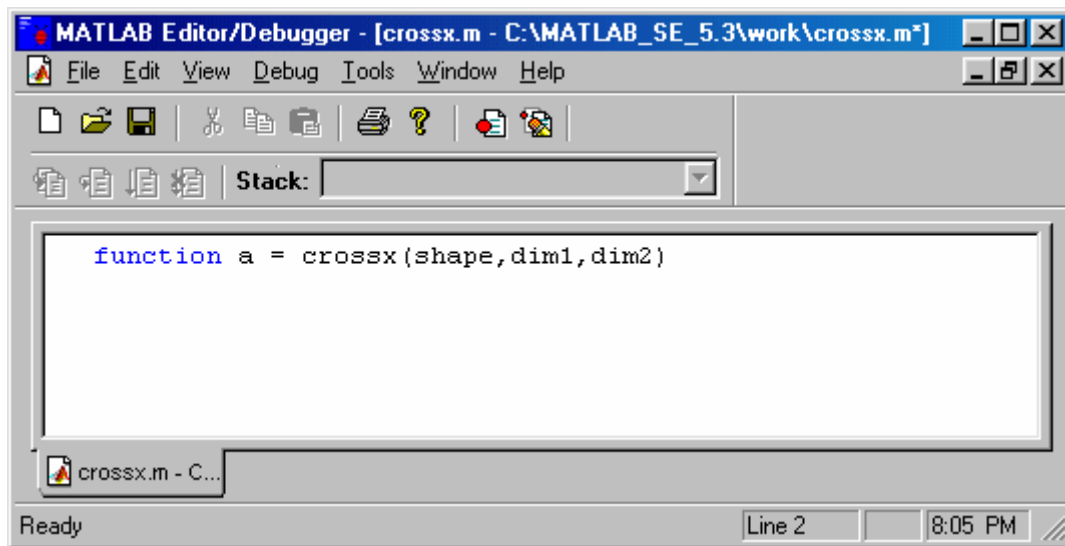 MATLAB Editor/Debugger - [crossx.m - C:\MATLAB_SE_5.3\work\crossx.m*]
File Edit View Debug Tools Window Help
Stack:
function a = crossx(shape,dim1,dim2)
crossx.m - C...
Ready Line 2 8:05 PM